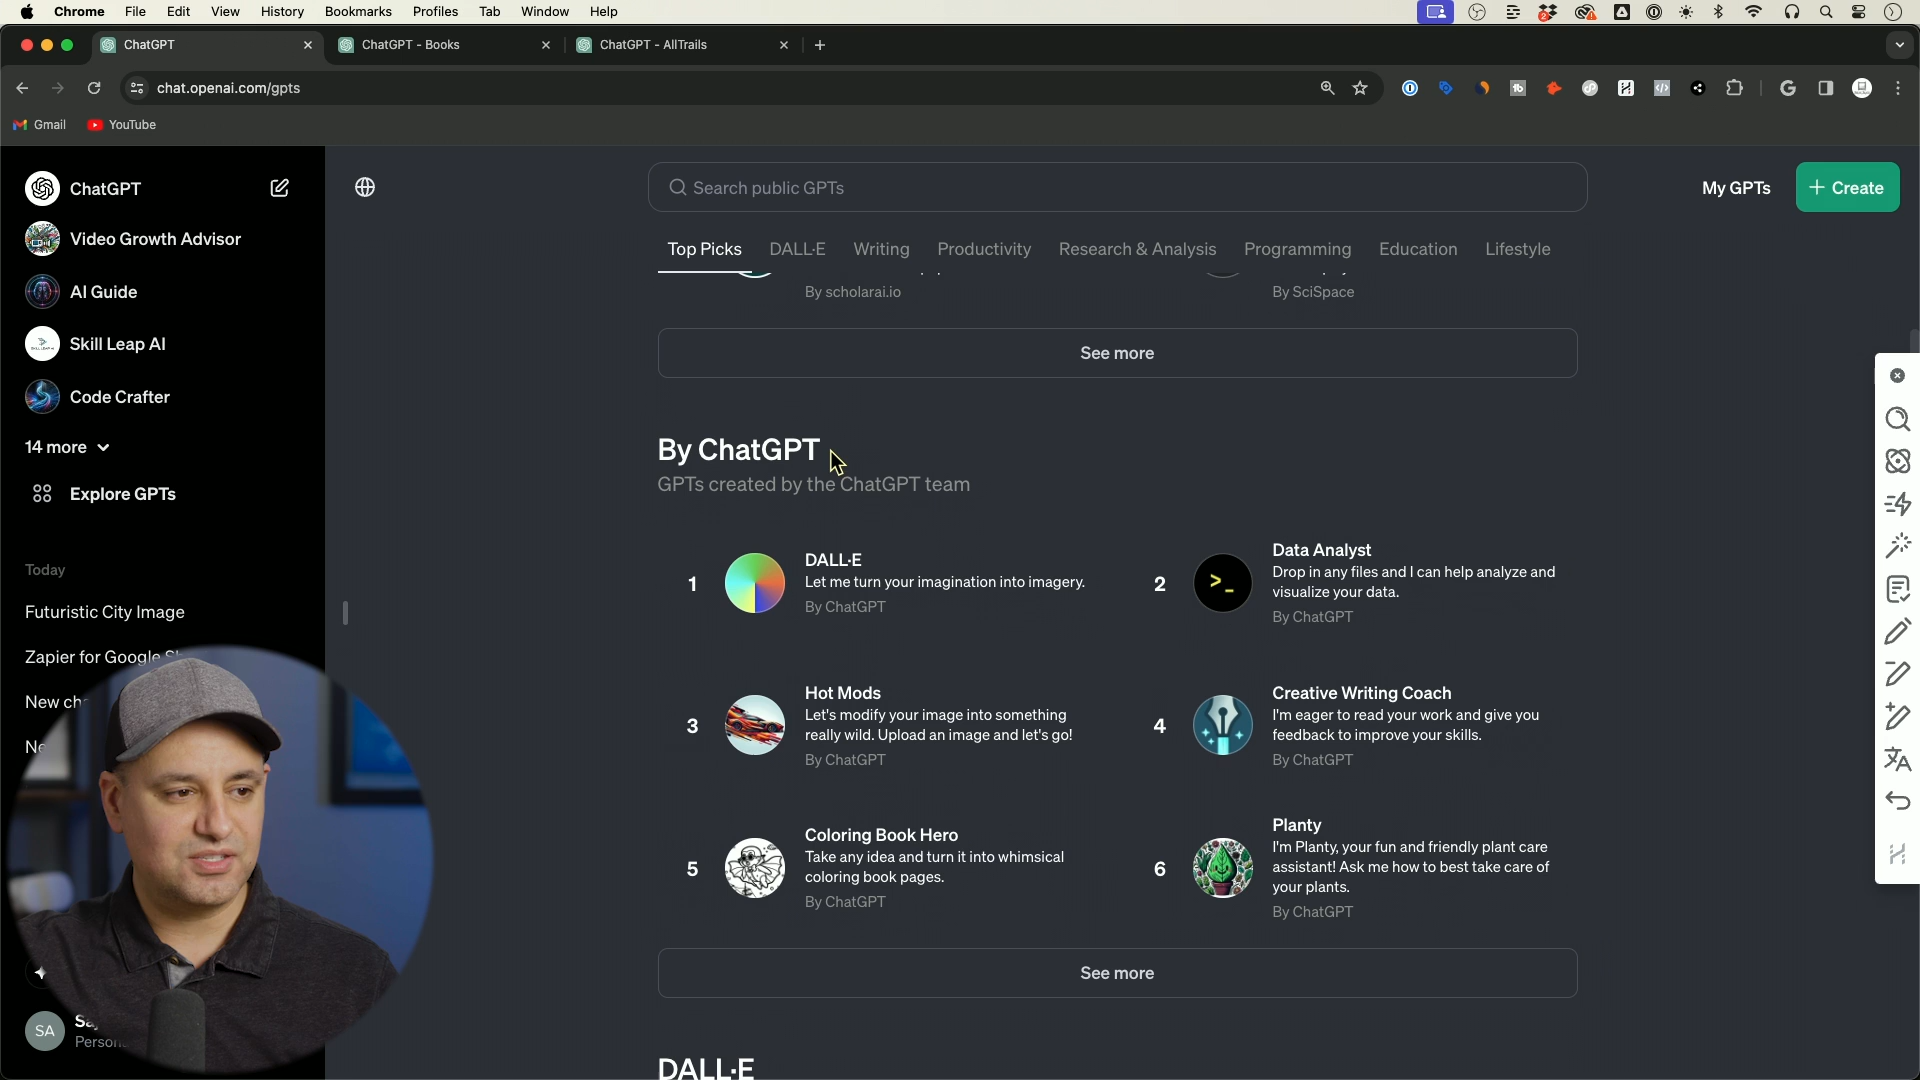 Chrome File Edit View History Bookmarks Profiles Tab Window Help
ChatGPT
ChatGPT - Books
ChatGPT - AllTrails
chat.openai.com/gpts
Gmail
YouTube
ChatGPT
Video Growth Advisor
AI Guide
Skill Leap AI
Code Crafter
14 more
Explore GPTs
Today
Futuristic City Image
Zapier for Google
New
SA
Search public GPTs
My GPTs
+ Create
Top Picks DALL·E Writing Productivity Research & Analysis Programming Education Lifestyle
By scholarai.io
By SciSpace
See more
By ChatGPT
GPTs created by the ChatGPT team
1
DALL·E
Let me turn your imagination into imagery.
By ChatGPT
2
Data Analyst
Drop in any files and I can help analyze and
visualize your data.
By ChatGPT
3
Hot Mods
Let's modify your image into something
really wild. Upload an image and let's go!
By ChatGPT
4
Creative Writing Coach
I'm eager to read your work and give you
feedback to improve your skills.
By ChatGPT
5
Coloring Book Hero
Take any idea and turn it into whimsical
coloring book pages.
By ChatGPT
6
Planty
I'm Planty, your fun and friendly plant care
assistant! Ask me how to best take care of
your plants.
By ChatGPT
See more
DALL·E